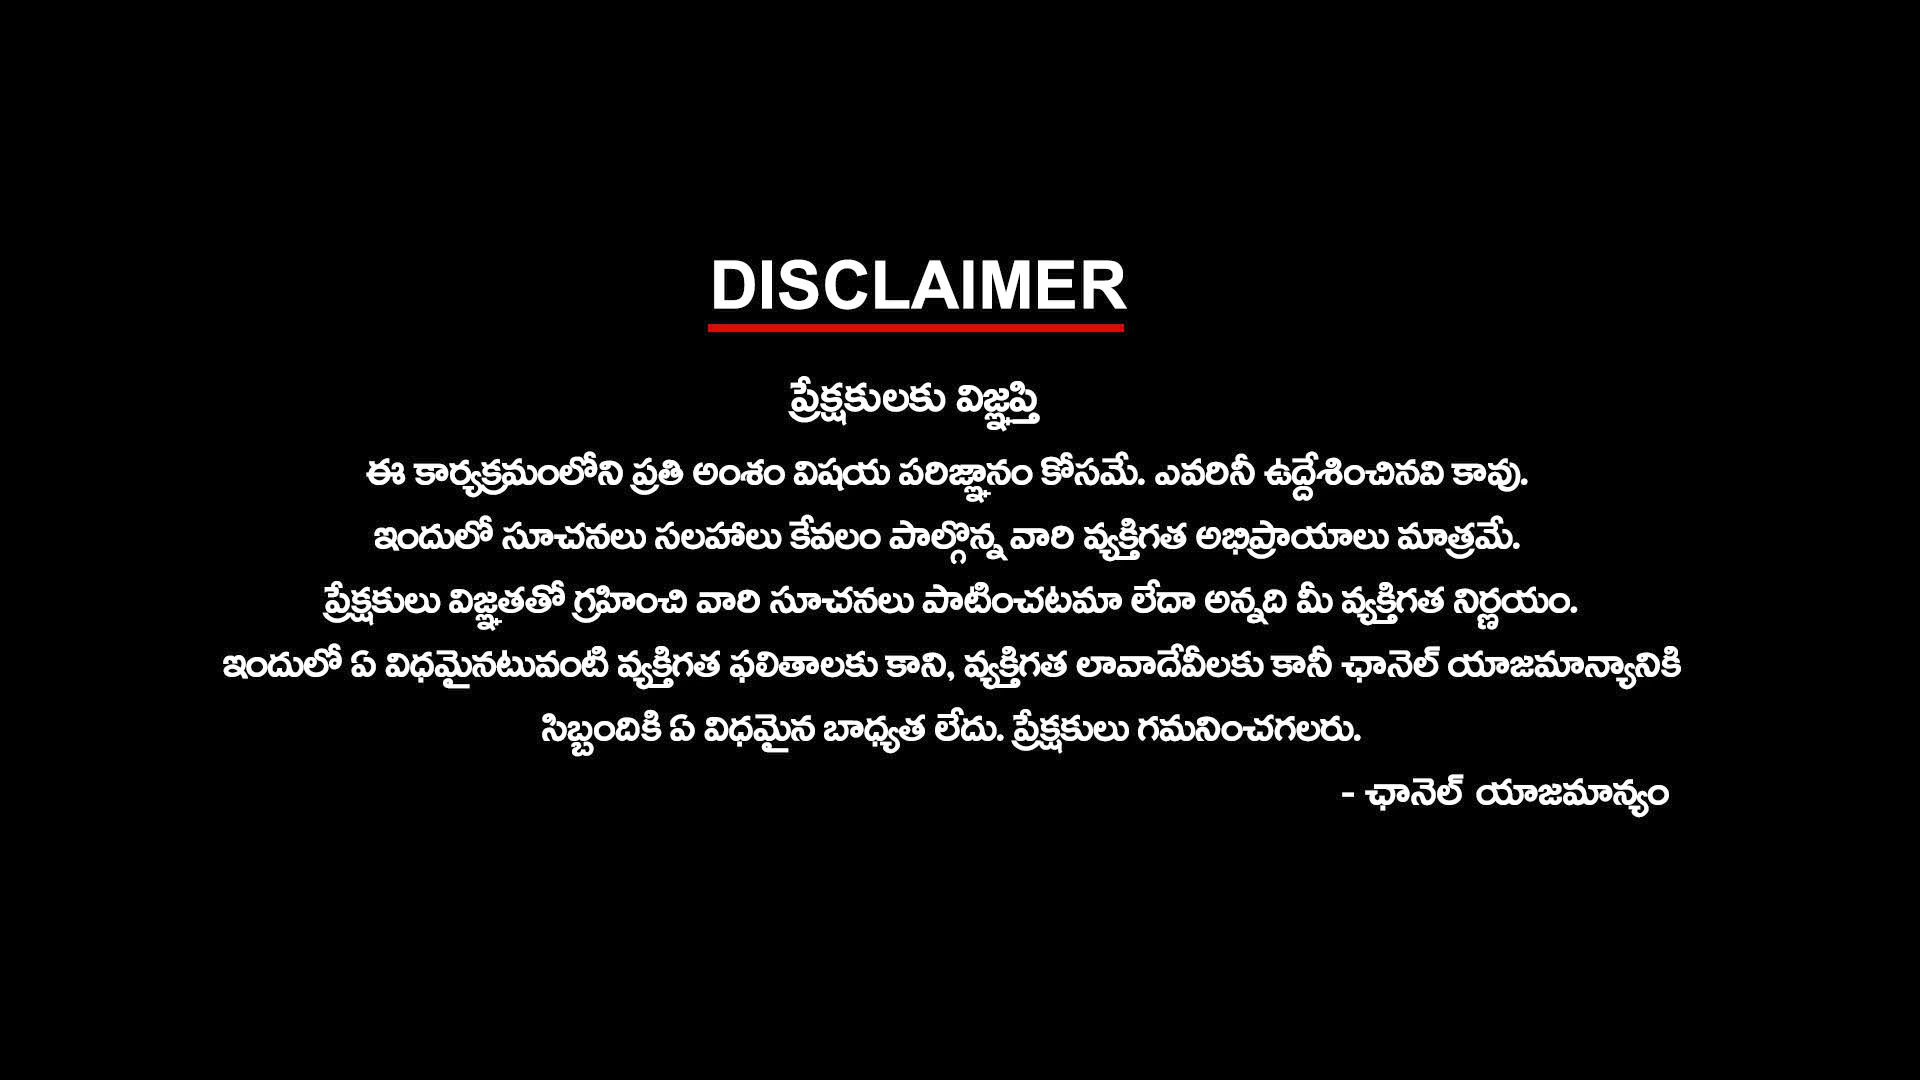 DISCLAIMER
ప్రేక్షకులకు విజ్ఞప్తి
ఈ కార్యక్రమంలోని ప్రతి అంశం విషయ పరిజ్ఞానం కోసమే. ఎవరినీ ఉద్దేశించినవి కావు.
ఇందులో సూచనలు సలహాలు కేవలం పాల్గొన్న వారి వ్యక్తిగత అభిప్రాయాలు మాత్రమే.
ప్రేక్షకులు విజ్ఞతతో గ్రహించి వారి సూచనలు పాటించటమా లేదా అన్నది మీ వ్యక్తిగత నిర్ణయం.
ఇందులో ఏ విధమైనటువంటి వ్యక్తిగత ఫలితాలకు కాని, వ్యక్తిగత లావాదేవీలకు కానీ ఛానెల్ యాజమాన్యానికి
సిబ్బందికి ఏ విధమైన బాధ్యత లేదు. ప్రేక్షకులు గమనించగలరు.
- ఛానెల్ యాజమాన్యం